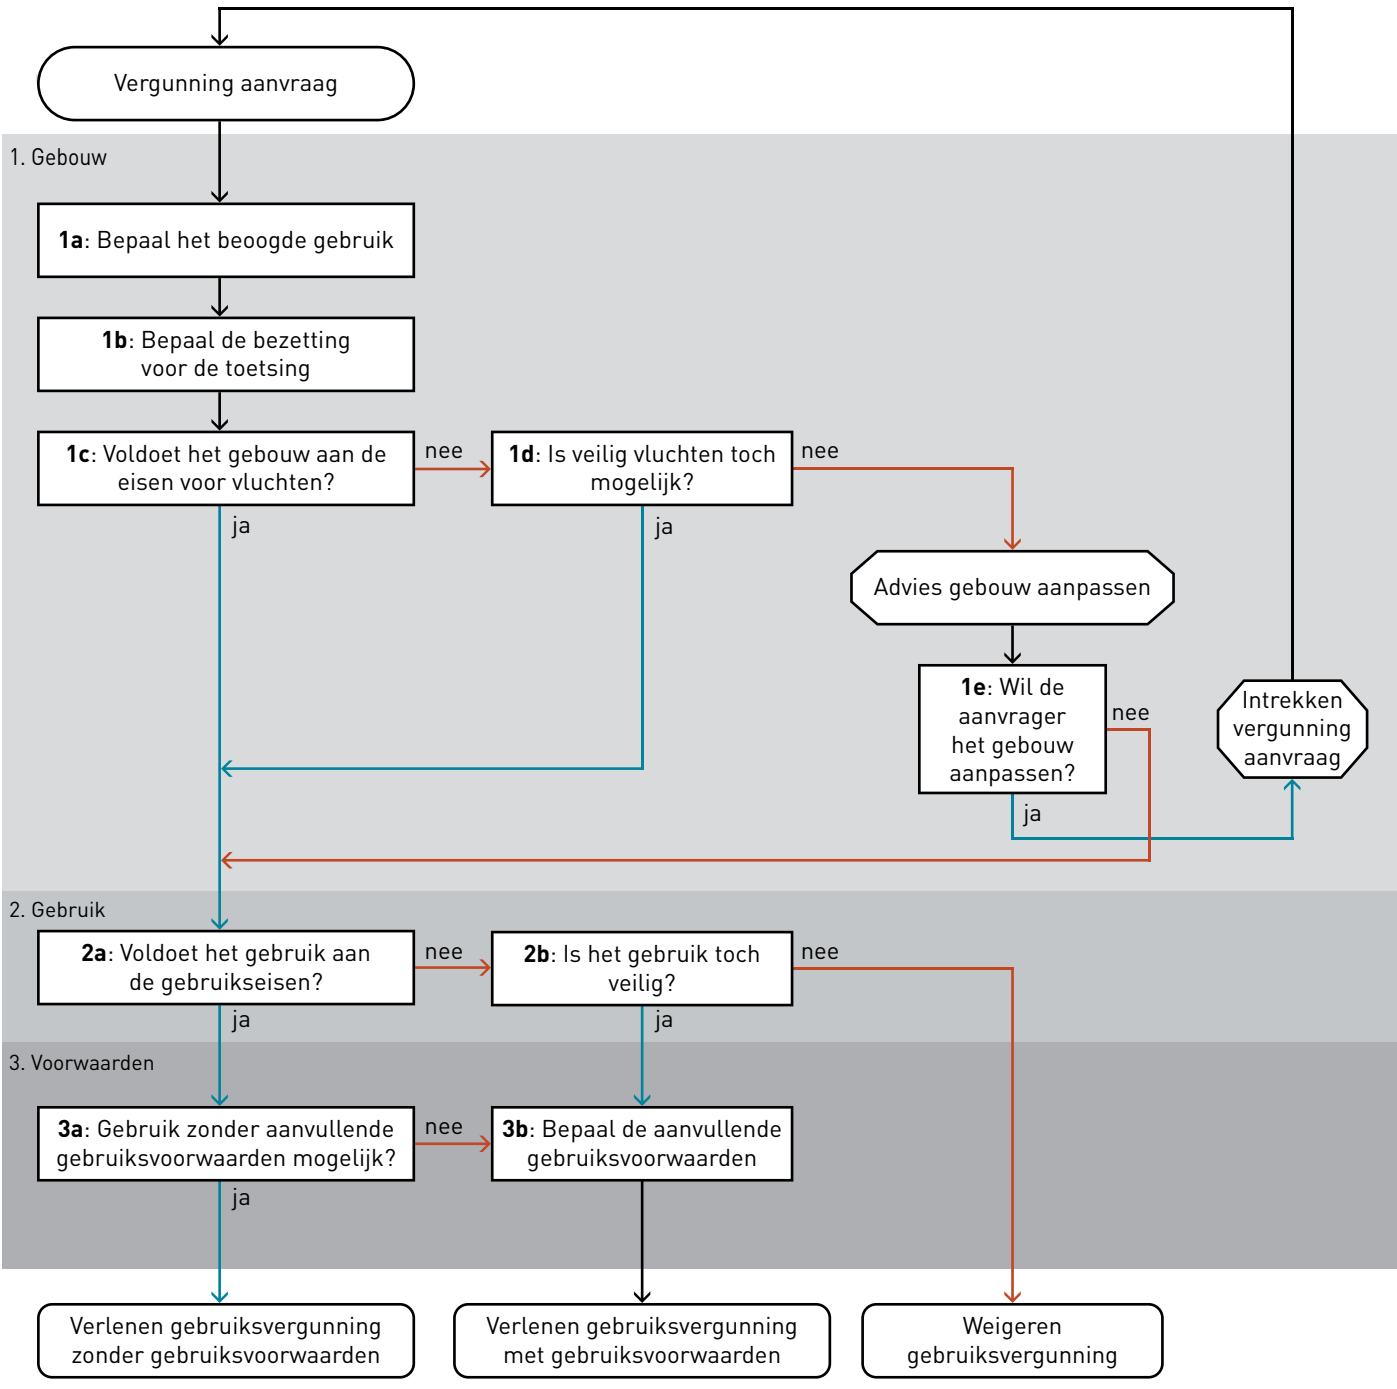 Vergunning aanvraag
1. Gebouw
1a: Bepaal het beoogde gebruik
1b: Bepaal de bezetting
voor de toetsing
1c: Voldoet het gebouw aan de
eisen voor vluchten?
nee
ja
1d: Is veilig vluchten toch
mogelijk?
nee
ja
Advies gebouw aanpassen
1e: Wil de
aanvrager
het gebouw
aanpassen?
nee
ja
Intrekken
vergunning
aanvraag
2. Gebruik
2a: Voldoet het gebruik aan
de gebruikseisen?
nee
ja
2b: Is het gebruik toch
veilig?
nee
ja
3. Voorwaarden
3a: Gebruik zonder aanvullende
gebruiksvoorwaarden mogelijk?
nee
ja
3b: Bepaal de aanvullende
gebruiksvoorwaarden
Verlenen gebruiksvergunning
zonder gebruiksvoorwaarden
Verlenen gebruiksvergunning
met gebruiksvoorwaarden
Weigeren
gebruiksvergunning